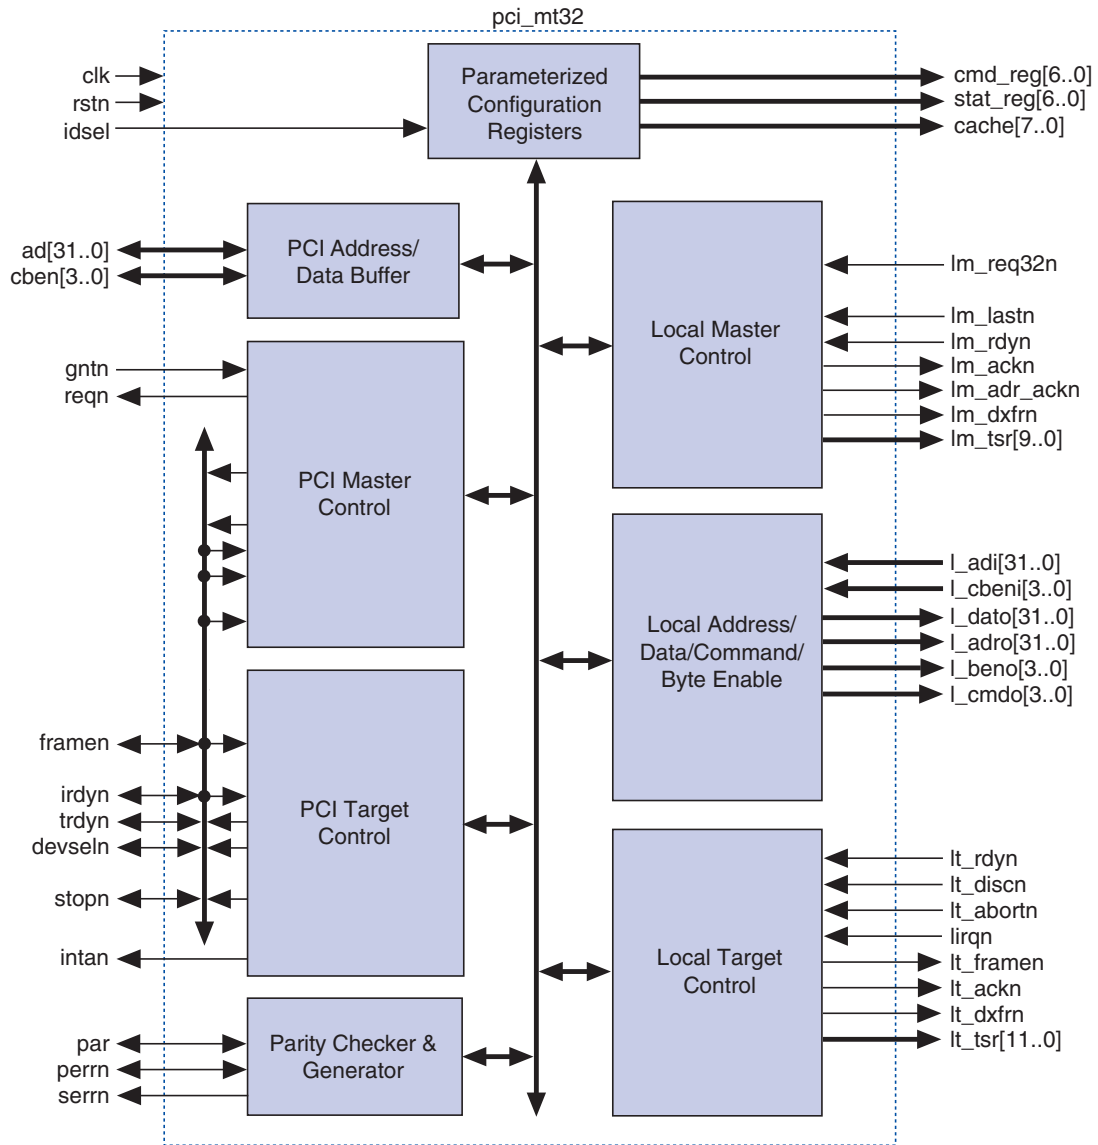 pci_mt32
clk
rstn
idsel
Parameterized
Configuration
Registers
cmd_reg[6..0]
stat_reg[6..0]
cache[7..0]
ad[31..0]
cben[3..0]
PCI Address/
Data Buffer
gntn
reqn
PCI Master
Control
Local Master
Control
lm_req32n
lm_lastn
lm_rdyn
lm_ackn
lm_adr_ackn
lm_dxfrn
lm_tsr[9..0]
Local Address/
Data/Command/
Byte Enable
l_adi[31..0]
l_cbeni[3..0]
l_dato[31..0]
l_adro[31..0]
l_beno[3..0]
l_cmdo[3..0]
framen
irdyn
trdyn
devseln
stopn
intan
PCI Target
Control
Local Target
Control
lt_rdyn
lt_discn
lt_abortn
lirqn
lt_framen
lt_ackn
lt_dxfrn
lt_tsr[11..0]
par
perrn
serrn
Parity Checker &
Generator